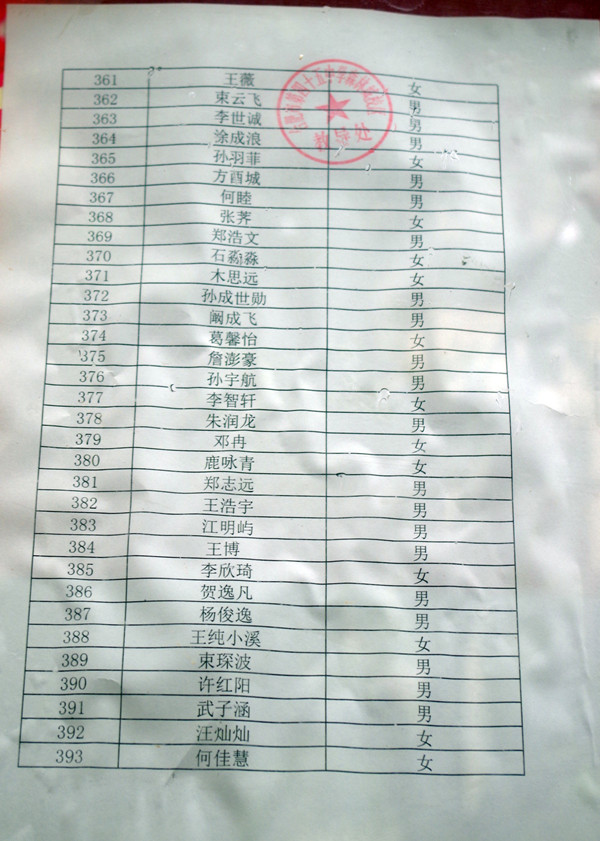 361 王薇 女
362 束云飞 男
363 李世诚 男
364 涂成浪 男
365 孙羽菲 女
366 方酉城 男
367 何睦 男
368 张荠 女
369 郑浩文 男
370 石淼淼 女
371 木思远 女
372 孙成世勋 男
373 阚成飞 男
374 葛馨怡 女
375 詹澎豪 男
376 孙宇航 男
377 李智轩 女
378 朱润龙 男
379 邓冉 女
380 鹿咏青 女
381 郑志远 男
382 王浩宇 男
383 江明屿 男
384 王博 男
385 李欣琦 女
386 贺逸凡 男
387 杨俊逸 男
388 王纯小溪 女
389 束琛波 男
390 许红阳 男
391 武子涵 男
392 汪灿灿 女
393 何佳慧 女
教导处